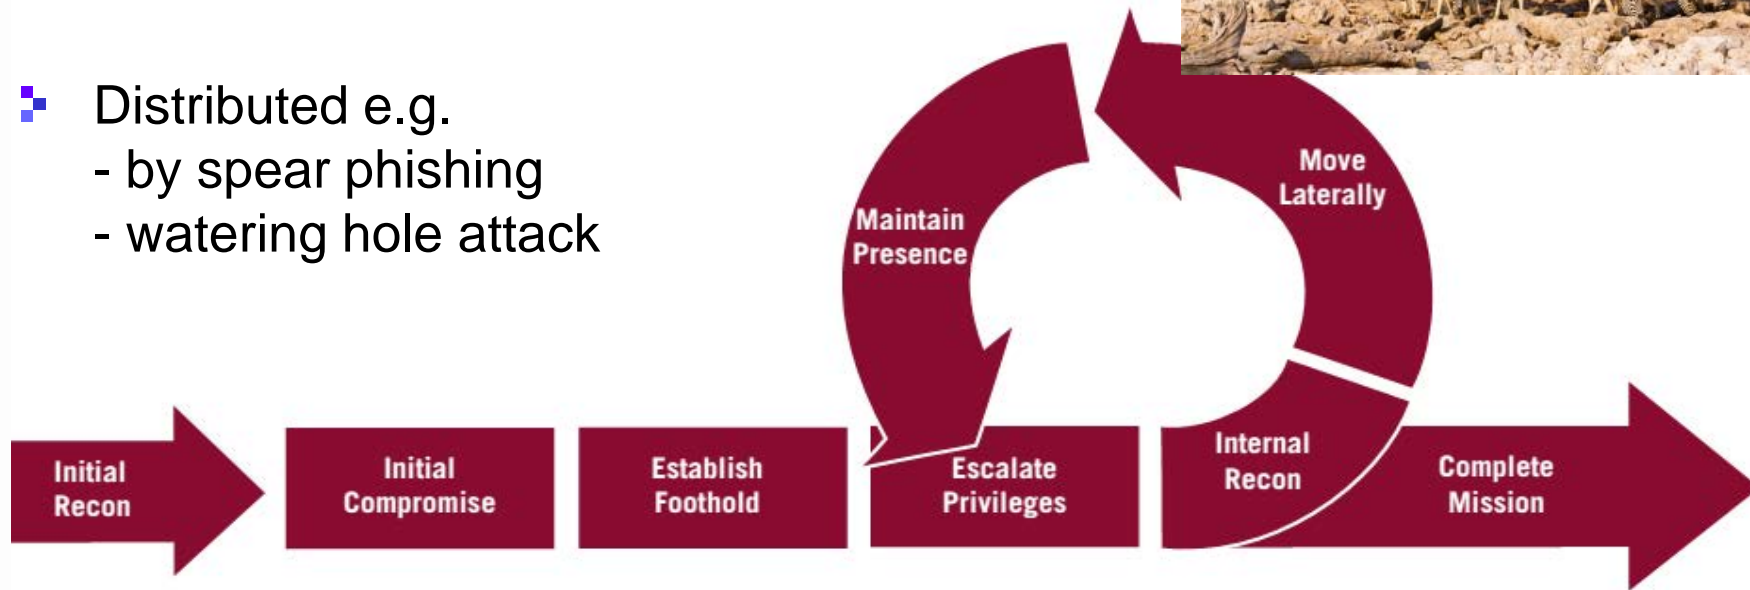 Distributed e.g.
- by spear phishing
- watering hole attack
Move
Laterally
Maintain
Presence
Initial
Recon
Initial
Compromise
Establish
Foothold
Escalate
Privileges
Internal
Recon
Complete
Mission